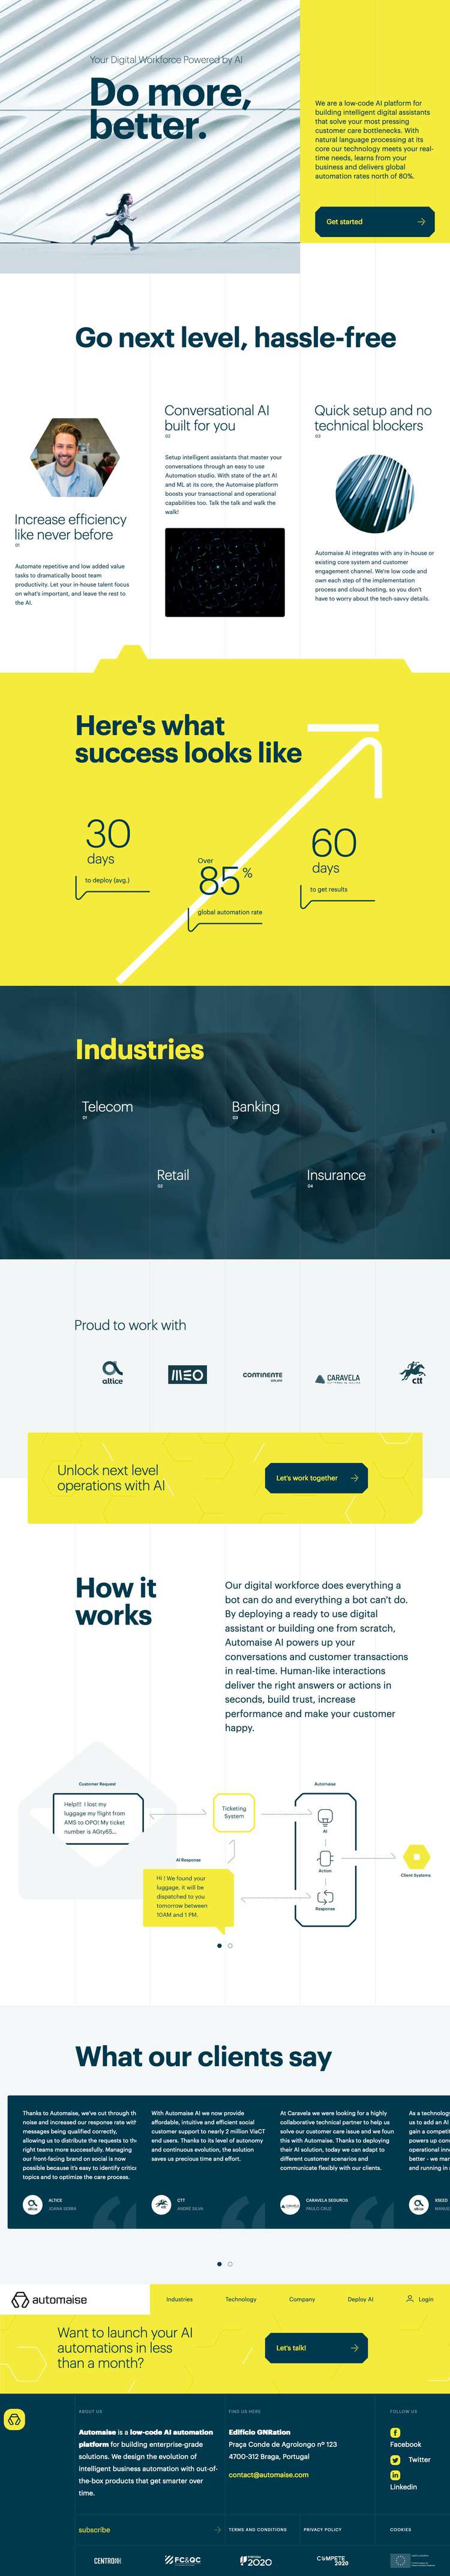 Your Digital Workforce Powered by AI
Do more,
better.
We are a low-code AI platform for
building intelligent digital assistants
that solve your most pressing
customer care bottlenecks. With
natural language processing at its
core our technology meets your real-
time needs, learns from your
business and delivers global
automation rates north of 80%.
Get started
Go next level, hassle-free
Increase efficiency
like never before
01
Automate repetitive and low added value
tasks to dramatically boost team
productivity. Let your in-house talent focus
on what's important, and leave the rest to
the AI.
Conversational AI
built for you
02
Setup intelligent assistants that master your
conversations through an easy to use
Automation studio. With state of the art AI
and ML at its core, the Automaise platform
boosts your transactional and operational
capabilities too. Talk the talk and walk the
walk!
Quick setup and no
technical blockers
03
Automaise AI integrates with any in-house or
existing core system and customer
engagement channel. We're low code and
own each step of the implementation
process and cloud hosting, so you don't
have to worry about the tech-savvy details.
Here's what
success looks like
30
days
to deploy (avg.)
Over
85%
global automation rate
60
days
to get results
Industries
Telecom
01
Banking
03
Retail
02
Insurance
04
Proud to work with
altice
MEO
CONTINENTE
CARAVELA
ctt
Unlock next level
operations with AI
Let's work together
How it
works
Our digital workforce does everything a
bot can do and everything a bot can't do.
By deploying a ready to use digital
assistant or building one from scratch,
Automaise AI powers up your
conversations and customer transactions
in real-time. Human-like interactions
deliver the right answers or actions in
seconds, build trust, increase
performance and make your customer
happy.
Customer Request
Help!!! I lost my
luggage my flight from
AMS to OPO! My ticket
number is AGty65...
Ticketing
System
Automaise
AI
Action
Response
Client Systems
AI Response
Hi ! We found your
luggage, it will be
dispatched to you
tomorrow between
10AM and 1 PM.
What our clients say
Thanks to Automaise, we've cut through th
noise and increased our response rate with
messages being qualified correctly,
allowing us to distribute the requests to the
right teams more successfully. Managing
our front-facing brand on social is now
possible because it's easy to identify critica
topics and to optimize the care process.
ALTICE
JOANA SERRA
With Automaise AI we now provide
affordable, intuitive and efficient social
customer support to nearly 2 million ViaCT
end users. Thanks to its level of autonomy
and continuous evolution, the solution
saves us precious time and effort.
CTT
ANDRÉ SILVA
At Caravela we were looking for a highly
collaborative technical partner to help us
solve our customer care issue and we foun
this with Automaise. Thanks to deploying
their AI solution, today we can adapt to
different customer scenarios and
communicate flexibly with our clients.
CARAVELA SEGUROS
PAULO CRUZ
As a technolog
us to add an AI
gain a competit
powers up con
operational inn
better - we mar
and running in
XSEED
automaise
Industries
Technology
Company
Deploy AI
Login
Want to launch your AI
automations in less
than a month?
Let's talk!
ABOUT US
Automaise is a low-code AI automation
platform for building enterprise-grade
solutions. We design the evolution of
intelligent business automation with out-of-
the-box products that get smarter over
time.
FIND US HERE
Edifício GNRation
Praça Conde de Agrolongo nº 123
4700-312 Braga, Portugal
contact@automaise.com
FOLLOW US
Facebook
Twitter
Linkedin
subscribe
TERMS AND CONDITIONS
PRIVACY POLICY
COOKIES
FC&QC
2020
COMPETE
2020